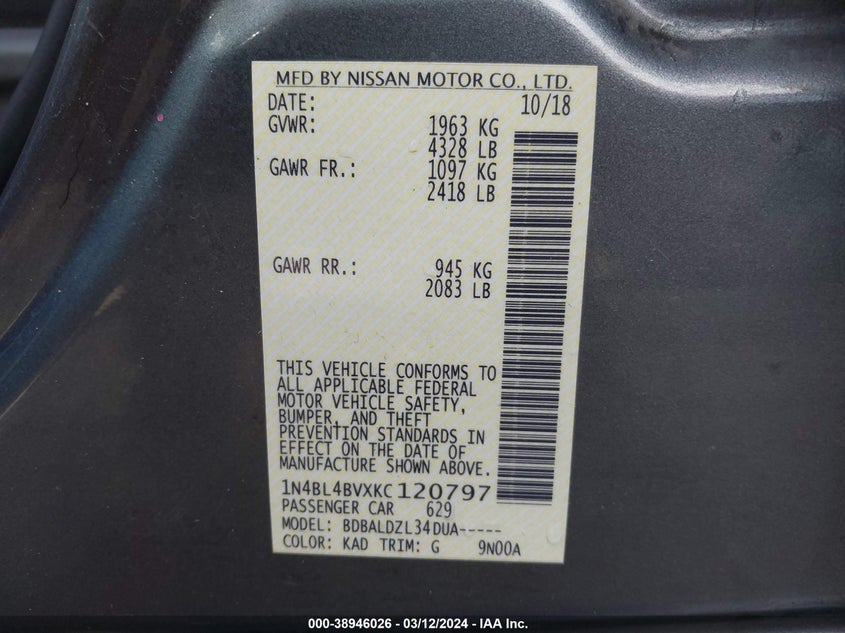 MFD BY NISSAN MOTOR CO., LTD.
DATE: 10/18
GVWR: 1963 KG
4328 LB
GAWR FR.: 1097 KG
2418 LB
GAWR RR.: 945 KG
2083 LB
THIS VEHICLE CONFORMS TO
ALL APPLICABLE FEDERAL
MOTOR VEHICLE SAFETY,
BUMPER, AND THEFT
PREVENTION STANDARDS IN
EFFECT ON THE DATE OF
MANUFACTURE SHOWN ABOVE.
1N4BL4BVXKC120797
PASSENGER CAR 629
MODEL: BDBALDZL34DUA-----
COLOR: KAD TRIM: G 9N00A
000-38946026 - 03/12/2024 - IAA Inc.